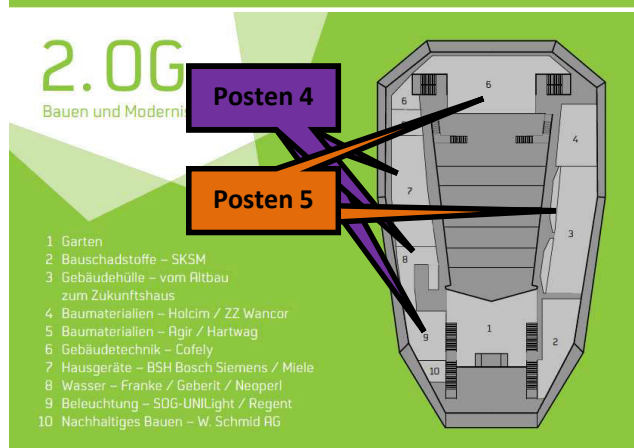 2. OG
Bauen und Modernis
Posten 4
Posten 5
1 Garten
2 Bauschadstoffe – SKSM
3 Gebäudehülle – vom Altbau
zum Zukunftshaus
4 Baumaterialien – Holcim / ZZ Wancor
5 Baumaterialien – Agir / Hartwag
6 Gebäudetechnik – Cofely
7 Hausgeräte – BSH Bosch Siemens / Miele
8 Wasser – Franke / Geberit / Neoperl
9 Beleuchtung – SOG-UNILight / Regent
10 Nachhaltiges Bauen – W. Schmid AG
6
6
4
7
3
8
1
9
2
10